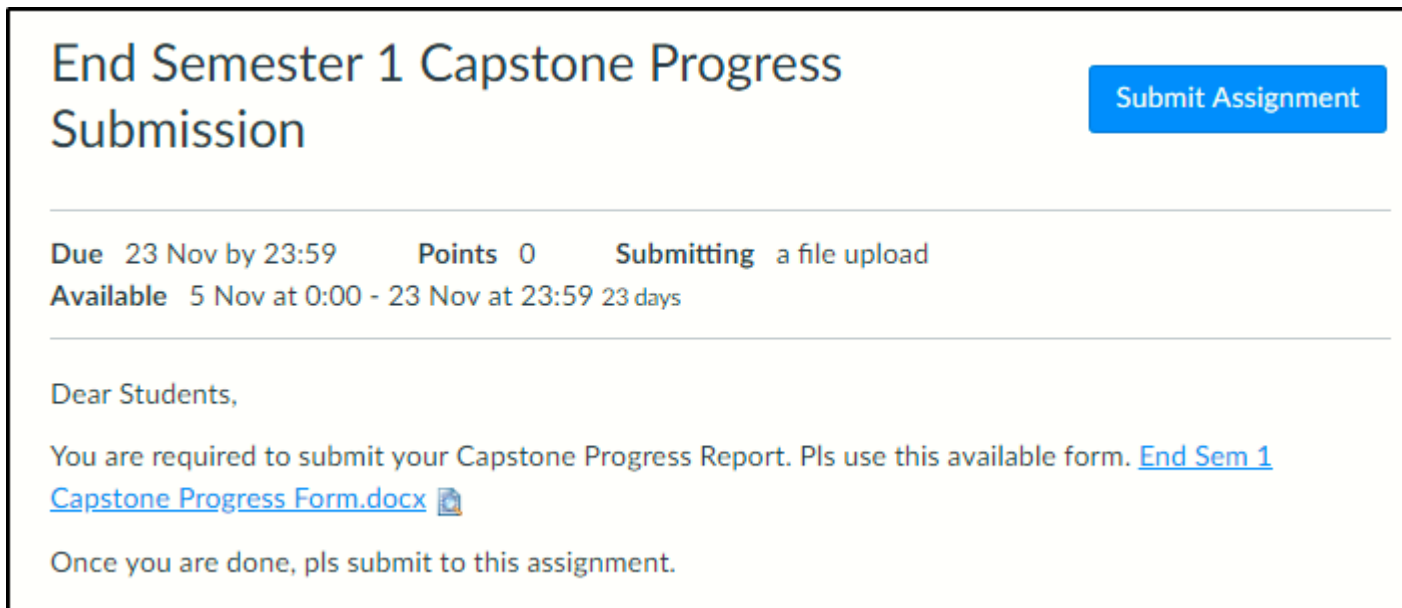 End Semester 1 Capstone Progress
Submission
Submit Assignment
Due 23 Nov by 23:59 Points 0 Submitting a file upload
Available 5 Nov at 0:00 - 23 Nov at 23:59 23 days
Dear Students,
You are required to submit your Capstone Progress Report. Pls use this available form. End Sem 1
Capstone Progress Form.docx
Once you are done, pls submit to this assignment.